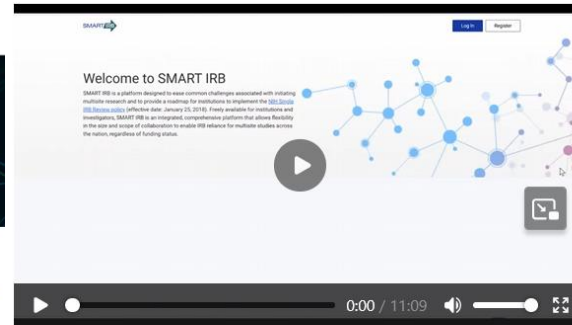 SMART IRB
Log In
Register
Welcome to SMART IRB
SMART IRB is a platform designed to ease common challenges associated with initiating
multisite research and to provide a roadmap for institutions to implement the NIH Single
IRB Review policy (effective date: January 25, 2018). Freely available for institutions and
investigators, SMART IRB is an integrated, comprehensive platform that allows flexibility
in the size and scope of collaboration to enable IRB reliance for multisite studies across
the nation, regardless of funding status.
0:00 / 11:09